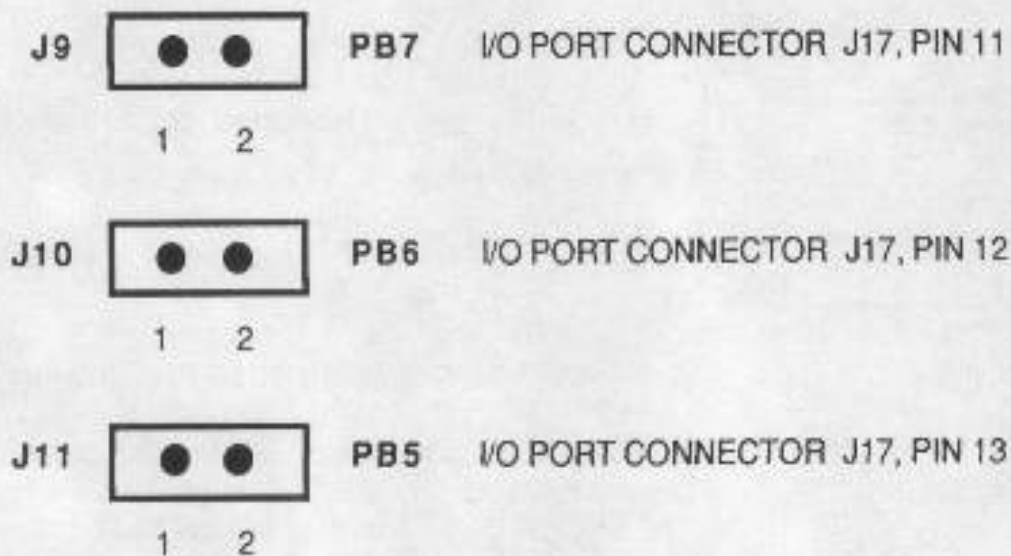 J9 PB7 I/O PORT CONNECTOR J17, PIN 11
1 2
J10 PB6 I/O PORT CONNECTOR J17, PIN 12
1 2
J11 PB5 I/O PORT CONNECTOR J17, PIN 13
1 2